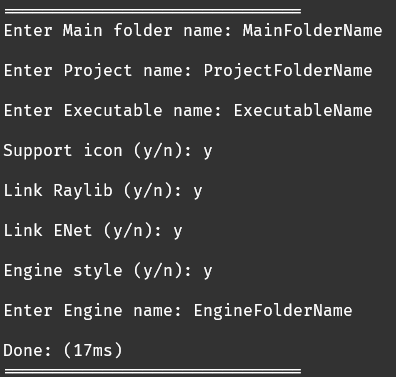 ==============================
Enter Main folder name: MainFolderName
Enter Project name: ProjectFolderName
Enter Executable name: ExecutableName
Support icon (y/n): y
Link Raylib (y/n): y
Link ENet (y/n): y
Engine style (y/n): y
Enter Engine name: EngineFolderName
Done: (17ms)
==============================